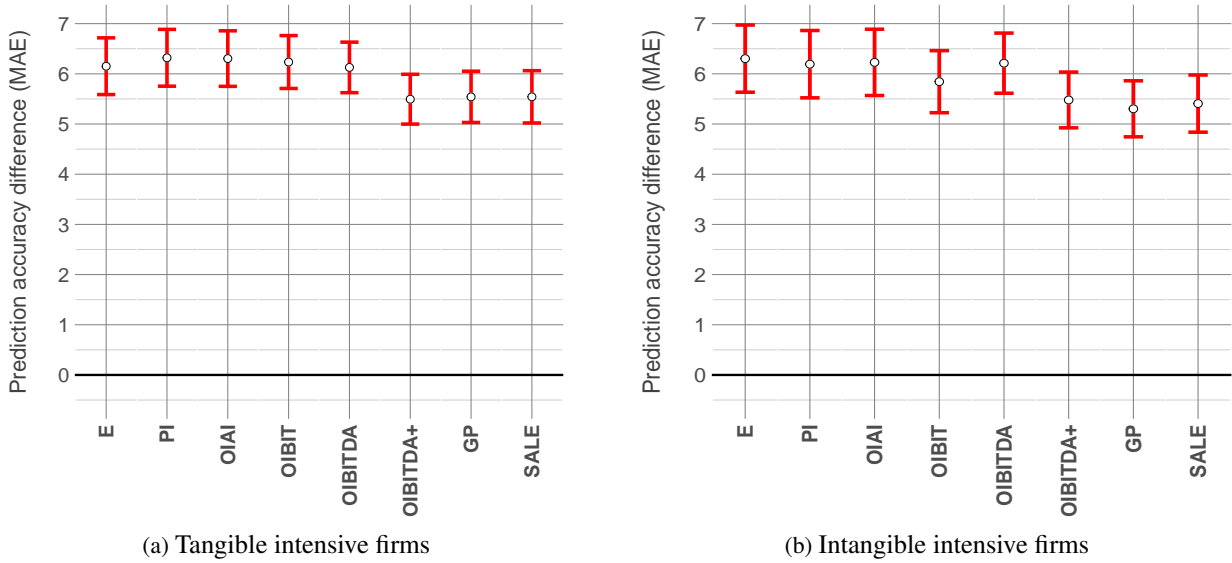 Prediction accuracy difference (MAE)
7
6
5
4
3
2
1
0
E
PI
OIAI
OIBIT
OIBITDA
OIBITDA+
GP
SALE
(a) Tangible intensive firms
Prediction accuracy difference (MAE)
7
6
5
4
3
2
1
0
E
PI
OIAI
OIBIT
OIBITDA
OIBITDA+
GP
SALE
(b) Intangible intensive firms